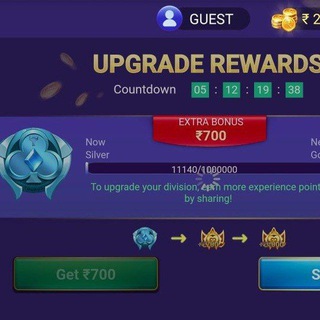 GUEST
₹ 2
UPGRADE REWARDS
Countdown 05 : 12 : 19 : 38
EXTRA BONUS
₹700
Now
Silver
Ne
Go
11140/1000000
To upgrade your division, earn more experience point
by sharing!
Get ₹700
S